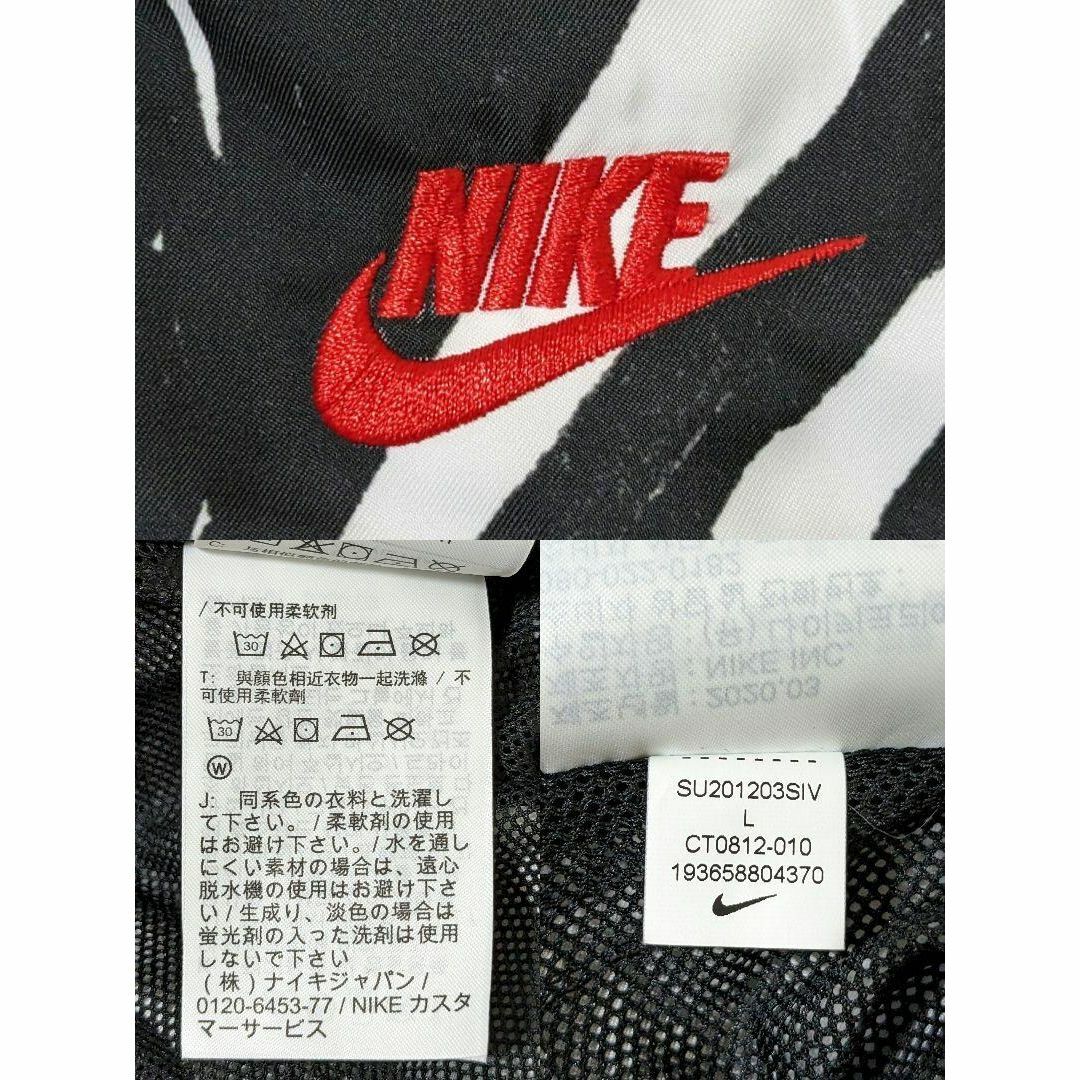 NIKE
/ 不可使用柔软剂
30
T: 與顏色相近衣物一起洗滌 / 不
可使用柔軟劑
30
W
J: 同系色の衣料と洗濯し
て下さい。/ 柔軟剤の使用
はお避け下さい。/ 水を通し
にくい素材の場合は、遠心
脱水機の使用はお避け下さ
い / 生成り、淡色の場合は
蛍光剤の入った洗剤は使用
しないで下さい
(株) ナイキジャパン /
0120-6453-77 / NIKE カスタ
マーサービス
080-022-0182
: NIKE INC.
: 2020.03
SU201203SIV
L
CT0812-010
193658804370